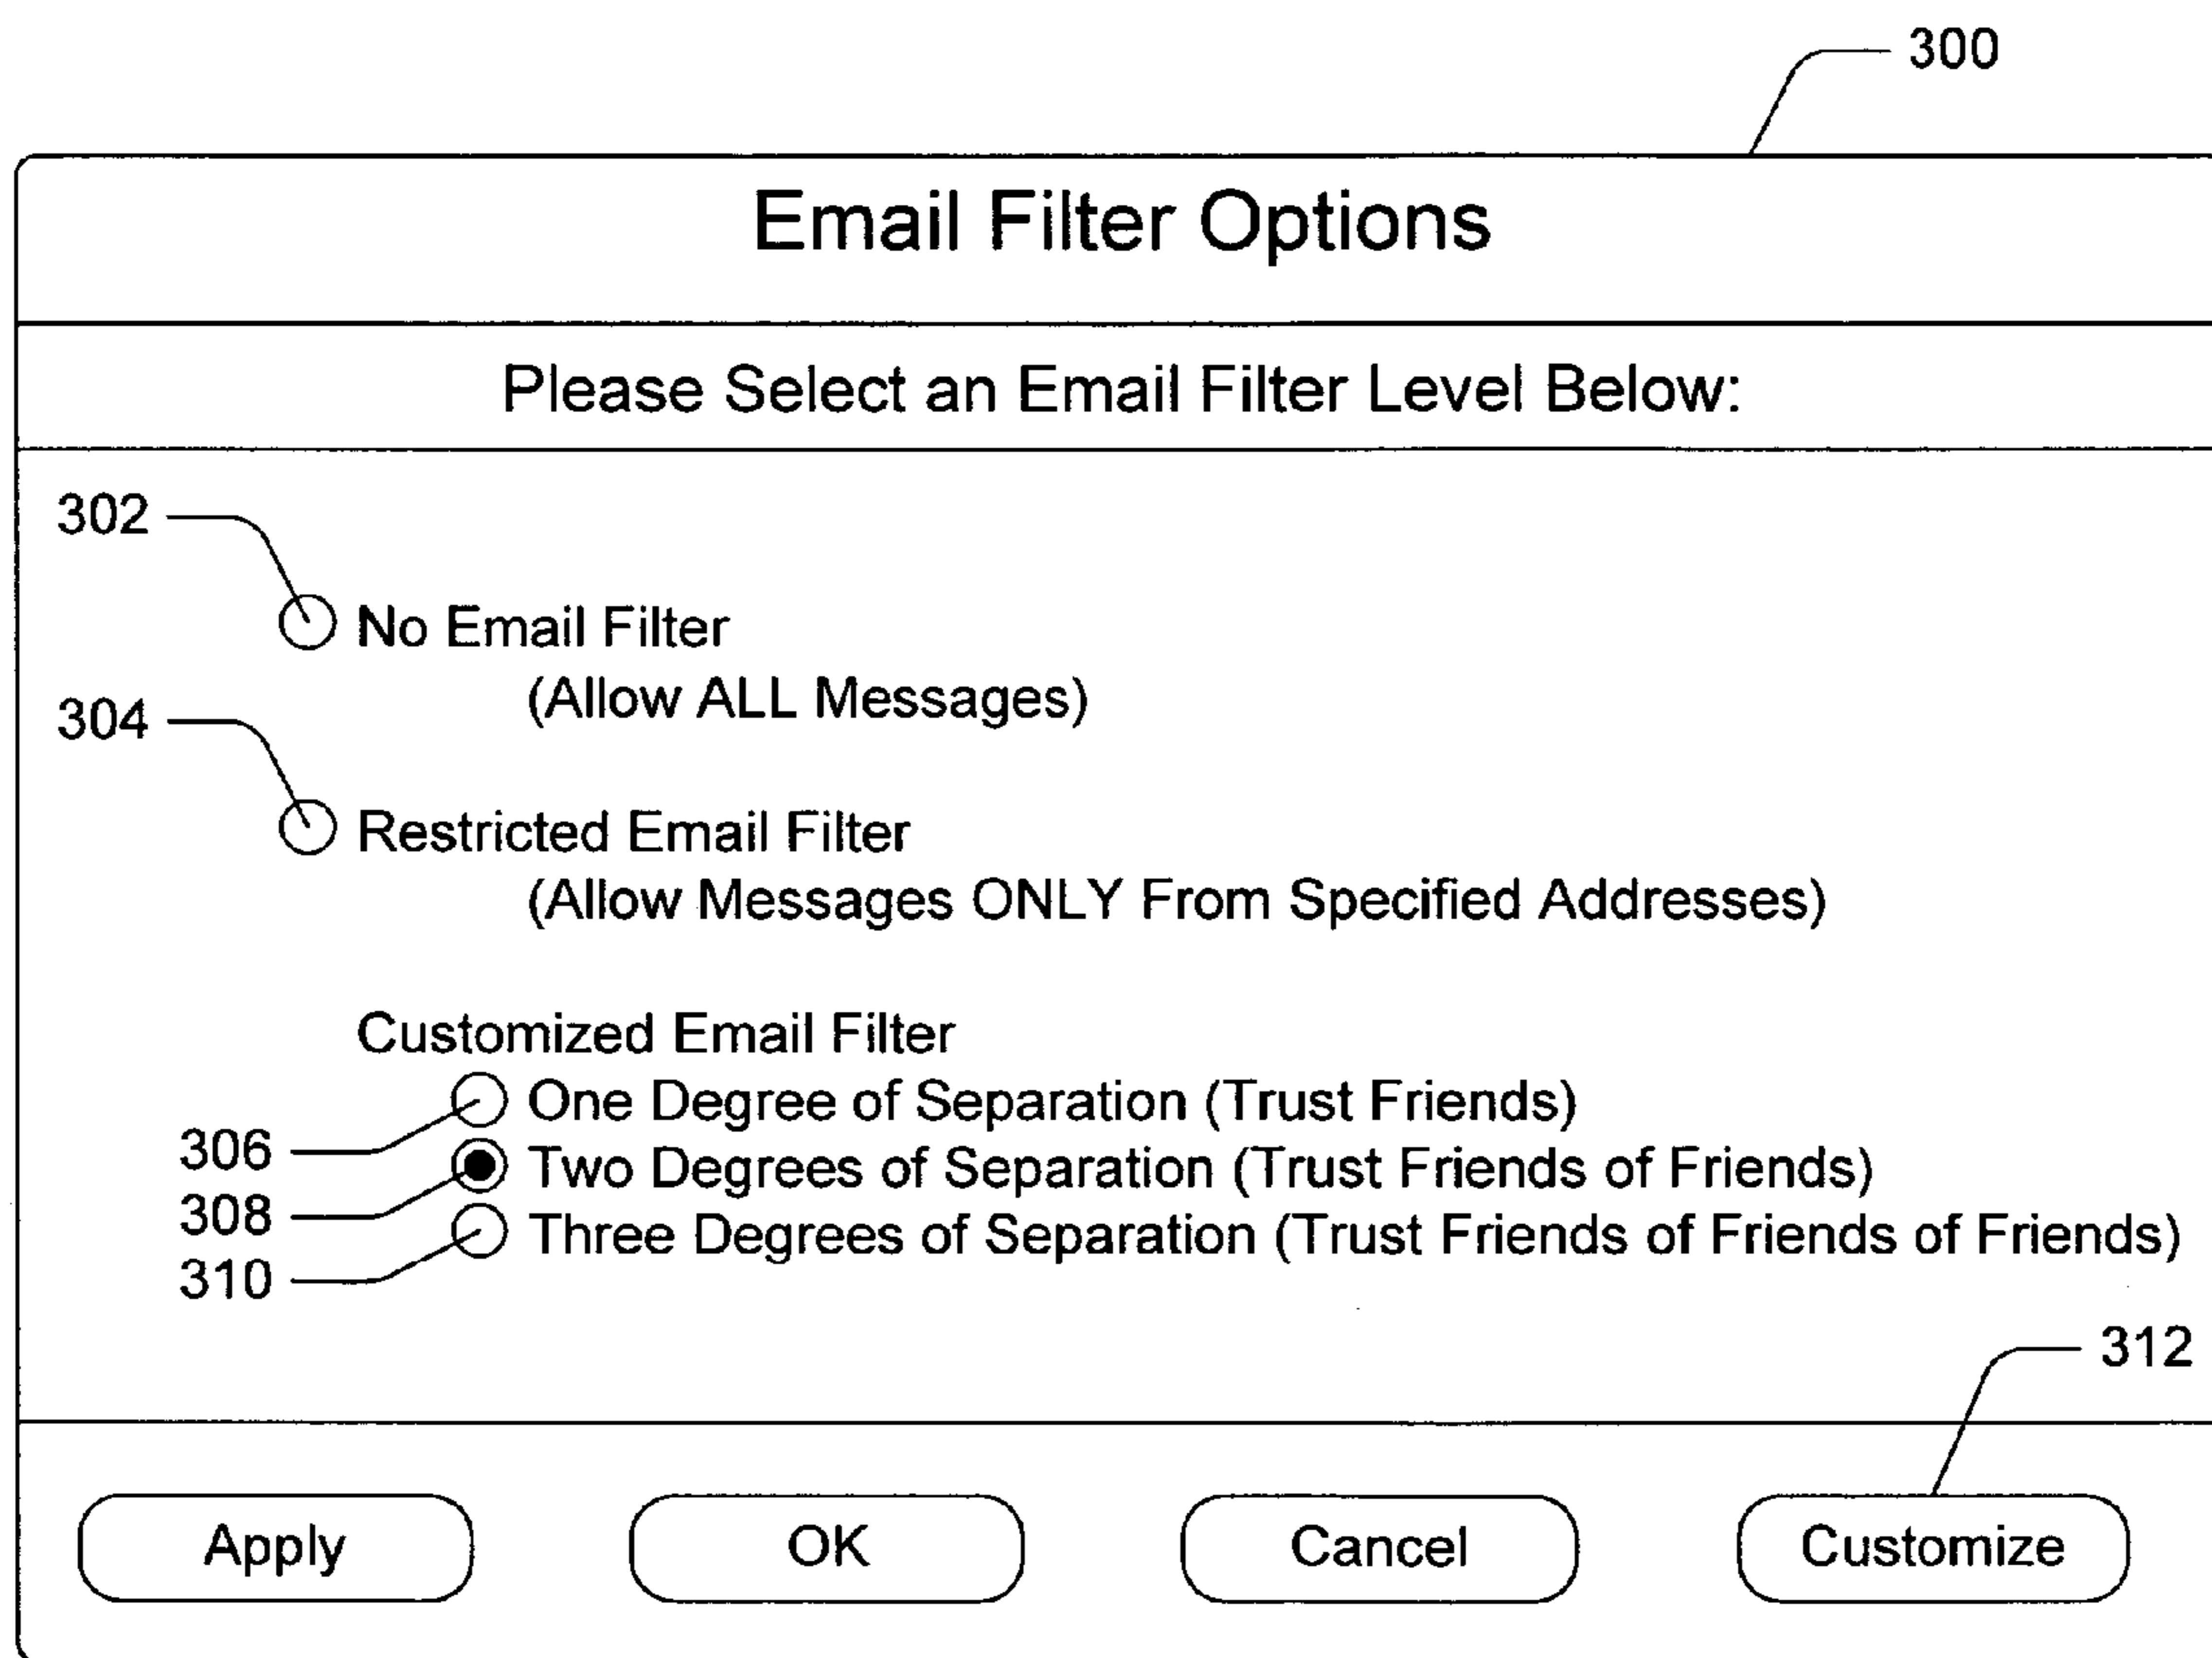 300
Email Filter Options
Please Select an Email Filter Level Below:
302
No Email Filter
(Allow ALL Messages)
304
Restricted Email Filter
(Allow Messages ONLY From Specified Addresses)
Customized Email Filter
One Degree of Separation (Trust Friends)
306
Two Degrees of Separation (Trust Friends of Friends)
308
Three Degrees of Separation (Trust Friends of Friends of Friends)
310
312
Apply
OK
Cancel
Customize